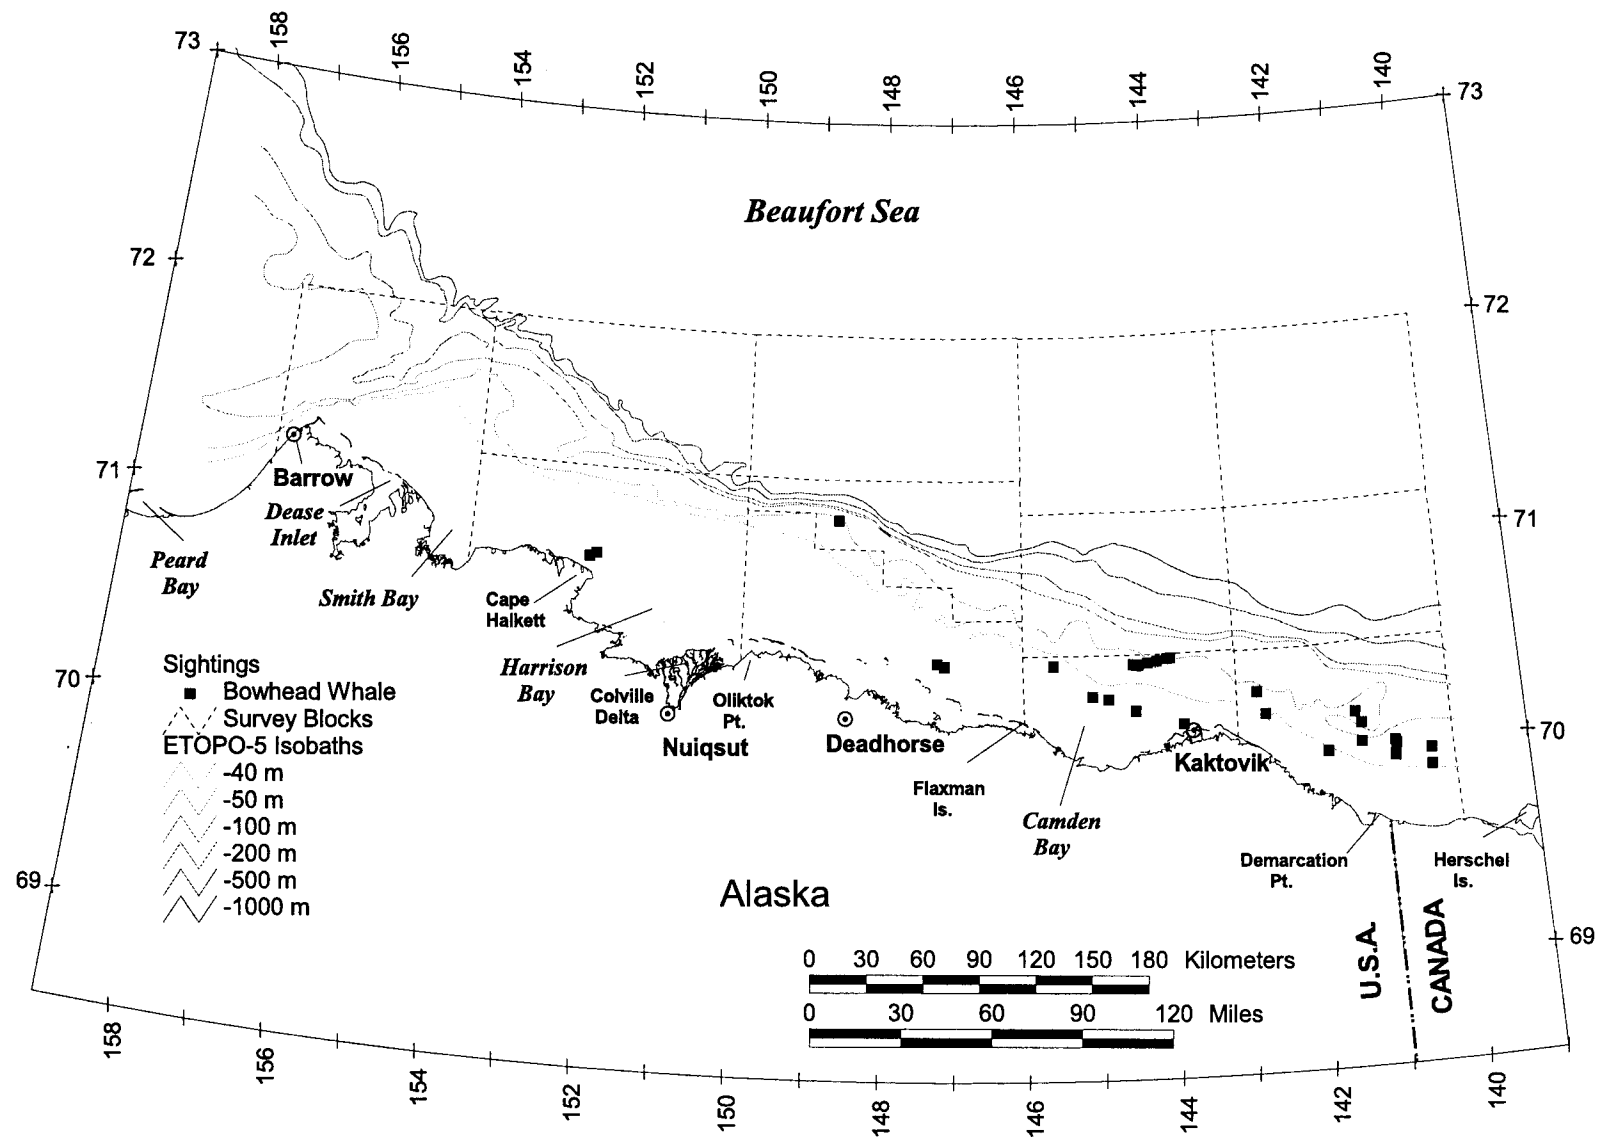 158
156
154
152
150
148
146
144
142
140
73
73
Beaufort Sea
72
72
71
71
Barrow
Dease
Inlet
Peard
Bay
Smith Bay
Cape
Halkett
Harrison
Bay
Colville
Delta
Oliktok
Pt.
Nuiqsut
Deadhorse
Flaxman
Is.
Camden
Bay
Kaktovik
Demarcation
Pt.
Herschel
Is.
70
70
Sightings
Bowhead Whale
Survey Blocks
ETOPO-5 Isobaths
-40 m
-50 m
-100 m
-200 m
-500 m
-1000 m
69
69
Alaska
U.S.A.
CANADA
0 30 60 90 120 150 180 Kilometers
0 30 60 90 120 Miles
158
156
154
152
150
148
146
144
142
140